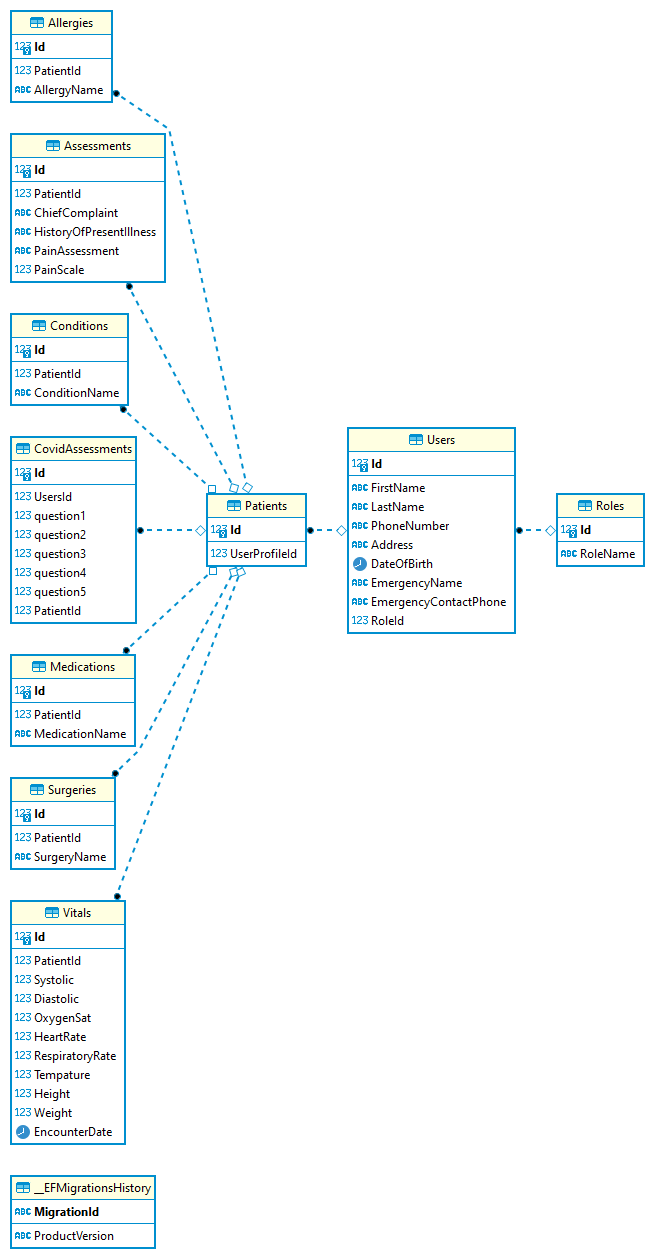 Allergies
123 Id
123 PatientId
ABC AllergyName
Assessments
123 Id
123 PatientId
ABC ChiefComplaint
ABC HistoryOfPresentIllness
ABC PainAssessment
123 PainScale
Conditions
123 Id
123 PatientId
ABC ConditionName
CovidAssessments
123 Id
123 UsersId
123 question1
123 question2
123 question3
123 question4
123 question5
123 PatientId
Patients
123 Id
123 UserProfileId
Users
123 Id
ABC FirstName
ABC LastName
ABC PhoneNumber
ABC Address
DateOfBirth
ABC EmergencyName
ABC EmergencyContactPhone
123 RoleId
Roles
123 Id
ABC RoleName
Medications
123 Id
123 PatientId
ABC MedicationName
Surgeries
123 Id
123 PatientId
ABC SurgeryName
Vitals
123 Id
123 PatientId
123 Systolic
123 Diastolic
123 OxygenSat
123 HeartRate
123 RespiratoryRate
123 Tempature
123 Height
123 Weight
EncounterDate
__EFMigrationsHistory
ABC MigrationId
ABC ProductVersion